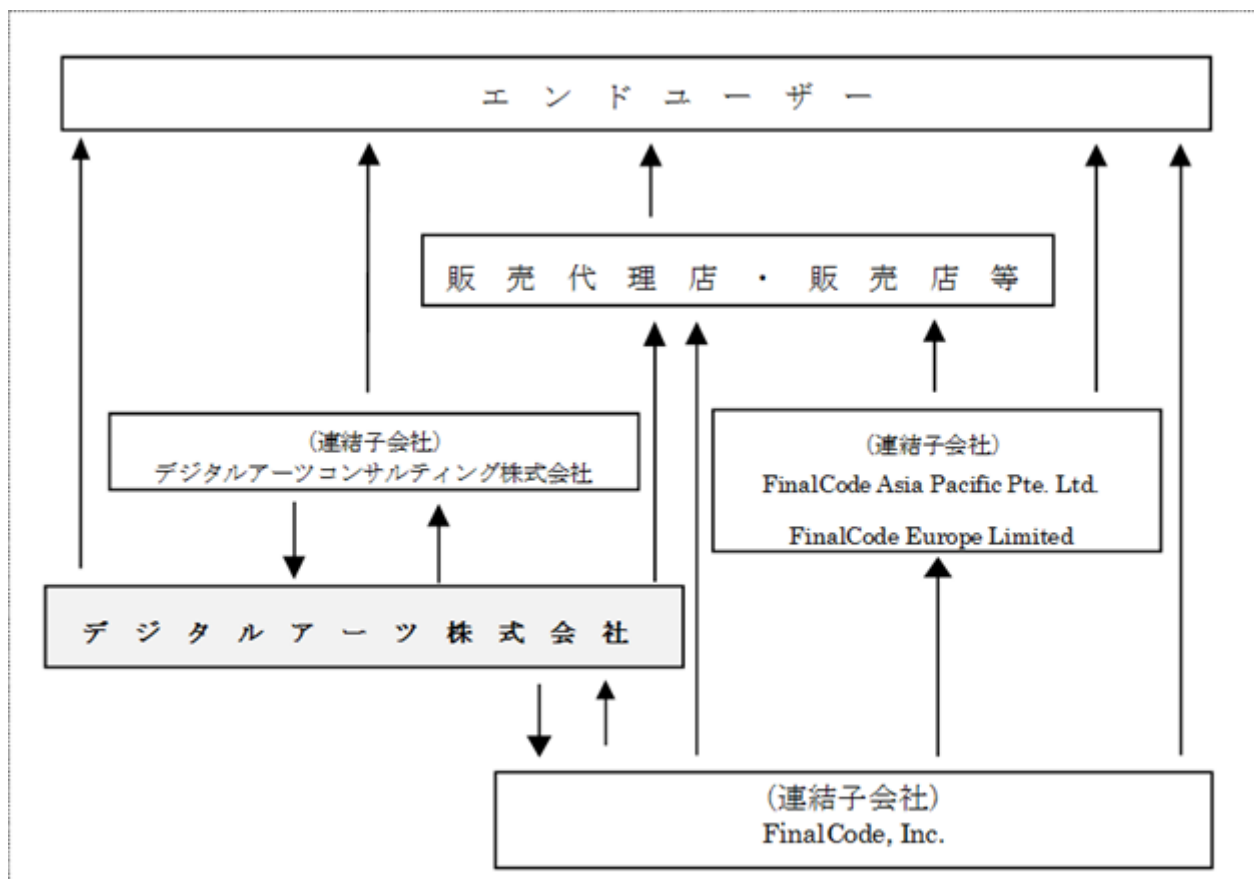 エンドユーザー
販売代理店・販売店等
(連結子会社)
デジタルアーツコンサルティング株式会社
(連結子会社)
FinalCode Asia Pacific Pte. Ltd.
FinalCode Europe Limited
デジタルアーツ株式会社
(連結子会社)
FinalCode, Inc.